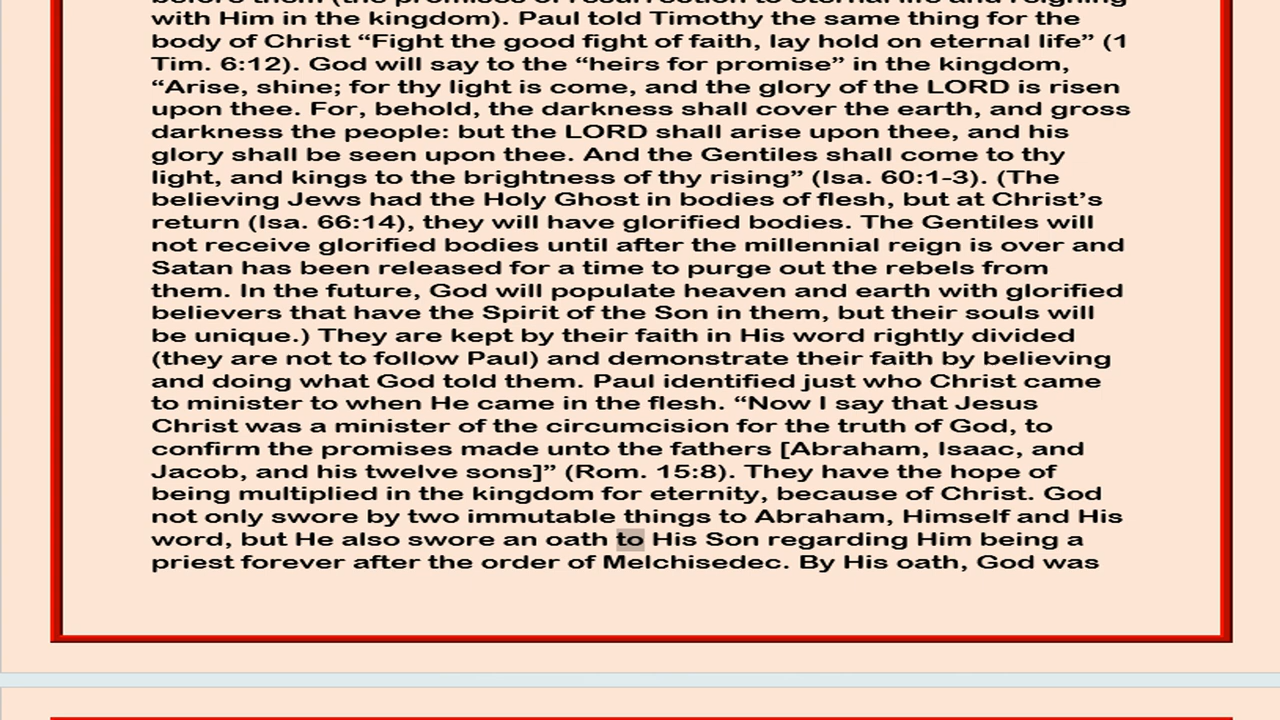 before them (the promises of resurrection to eternal life and reigning
with Him in the kingdom). Paul told Timothy the same thing for the
body of Christ “Fight the good fight of faith, lay hold on eternal life” (1
Tim. 6:12). God will say to the “heirs for promise” in the kingdom,
“Arise, shine; for thy light is come, and the glory of the LORD is risen
upon thee. For, behold, the darkness shall cover the earth, and gross
darkness the people: but the LORD shall arise upon thee, and his
glory shall be seen upon thee. And the Gentiles shall come to thy
light, and kings to the brightness of thy rising” (Isa. 60:1-3). (The
believing Jews had the Holy Ghost in bodies of flesh, but at Christ’s
return (Isa. 66:14), they will have glorified bodies. The Gentiles will
not receive glorified bodies until after the millennial reign is over and
Satan has been released for a time to purge out the rebels from
them. In the future, God will populate heaven and earth with glorified
believers that have the Spirit of the Son in them, but their souls will
be unique.) They are kept by their faith in His word rightly divided
(they are not to follow Paul) and demonstrate their faith by believing
and doing what God told them. Paul identified just who Christ came
to minister to when He came in the flesh. “Now I say that Jesus
Christ was a minister of the circumcision for the truth of God, to
confirm the promises made unto the fathers [Abraham, Isaac, and
Jacob, and his twelve sons]” (Rom. 15:8). They have the hope of
being multiplied in the kingdom for eternity, because of Christ. God
not only swore by two immutable things to Abraham, Himself and His
word, but He also swore an oath to His Son regarding Him being a
priest forever after the order of Melchisedec. By His oath, God was